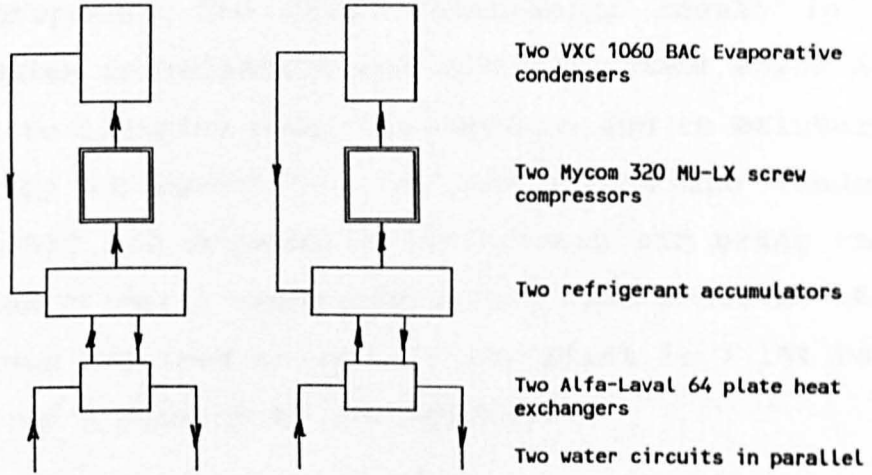 Two VXC 1060 BAC Evaporative
condensers
Two Mycom 320 MU-LX screw
compressors
Two refrigerant accumulators
Two Alfa-Laval 64 plate heat
exchangers
Two water circuits in parallel